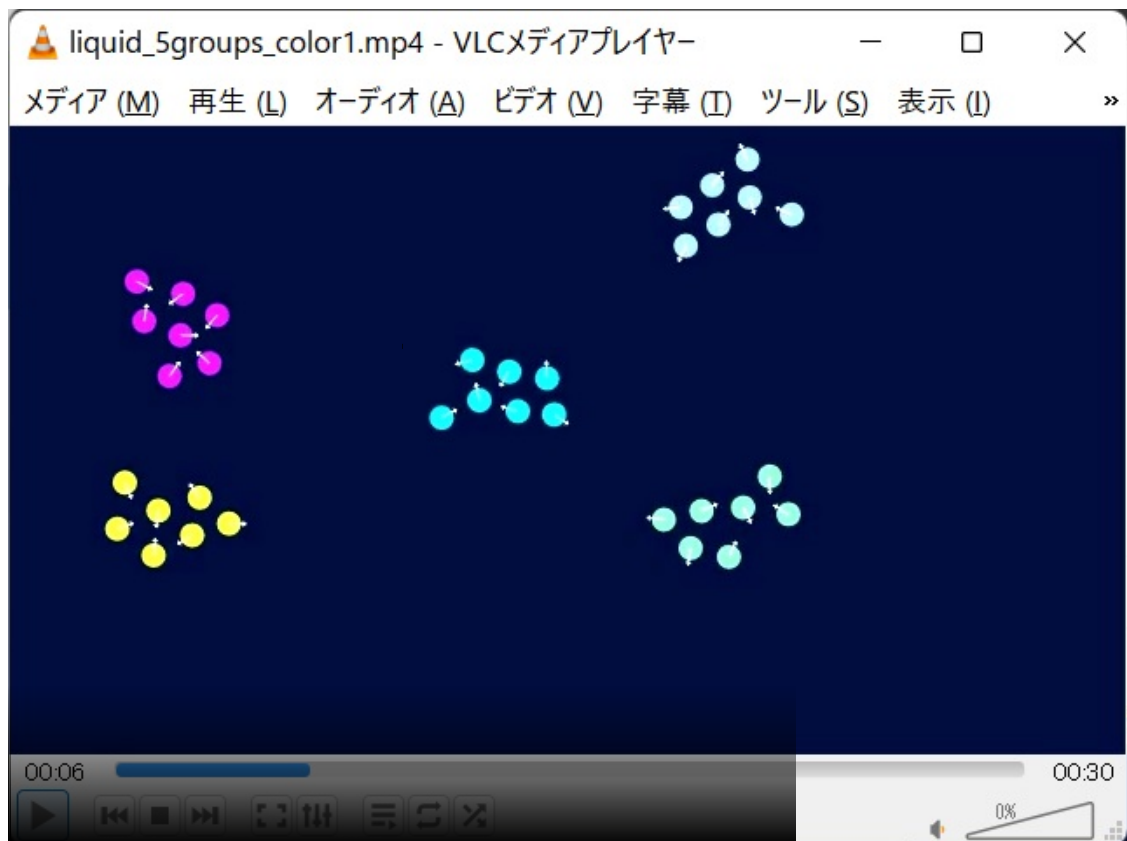 liquid_5groups_color1.mp4 - VLCメディアプレイヤー
メディア (M) 再生 (L) オーディオ (A) ビデオ (V) 字幕 (T) ツール (S) 表示 (I) »
00:06 00:30
0%